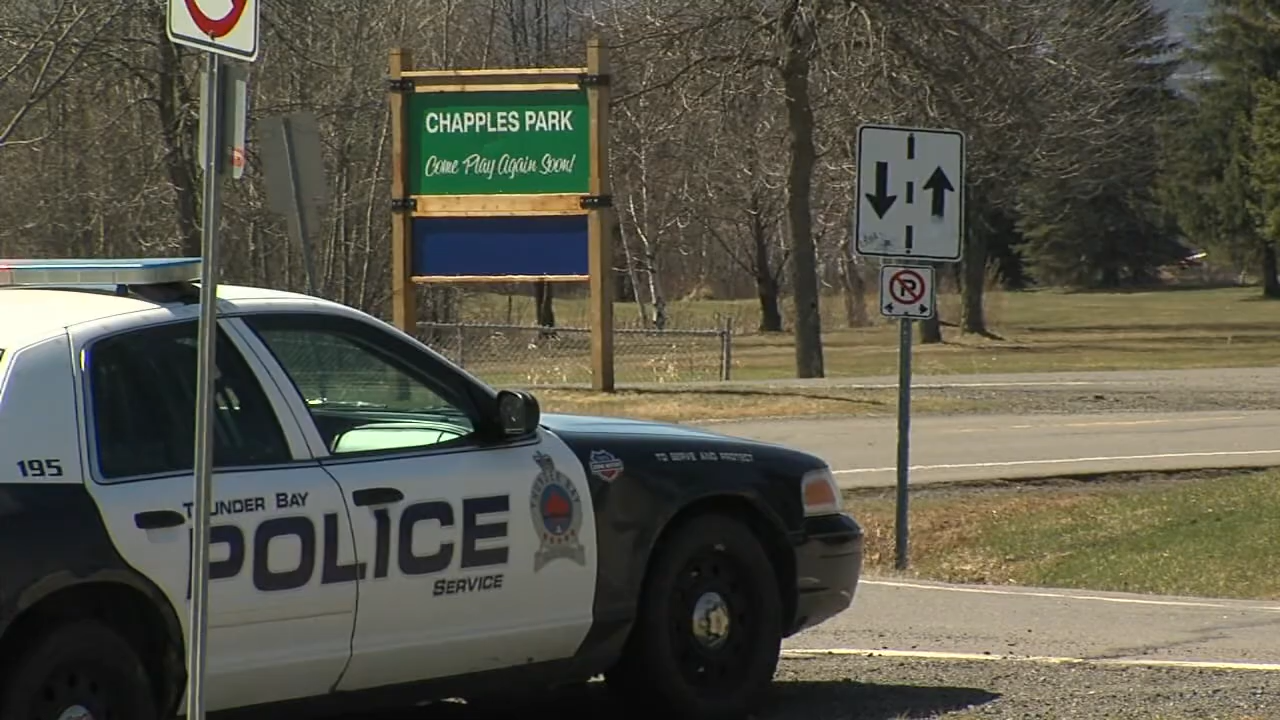 CHAPPLES PARK
Come Play Again Soon!
195
THUNDER BAY
POLICE
SERVICE
TO SERVE AND PROTECT
P